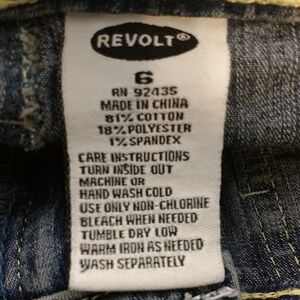 REVOLT®
6
RN 92435
MADE IN CHINA
81% COTTON
18% POLYESTER
1% SPANDEX
CARE INSTRUCTIONS
TURN INSIDE OUT
MACHINE OR
HAND WASH COLD
USE ONLY NON-CHLORINE
BLEACH WHEN NEEDED
TUMBLE DRY LOW
WARM IRON AS NEEDED
WASH SEPARATELY